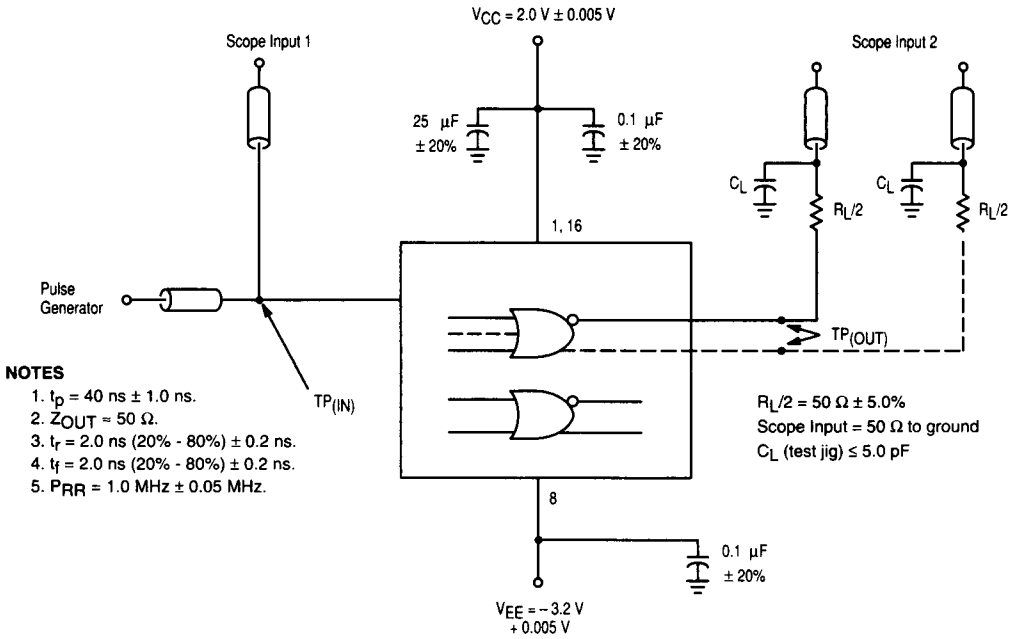 V_CC = 2.0 V ± 0.005 V
Scope Input 1
Scope Input 2
25 μF
± 20%
0.1 μF
± 20%
C_L
R_L/2
C_L
R_L/2
1, 16
Pulse
Generator
TP(OUT)
TP(IN)
NOTES
1. t_p = 40 ns ± 1.0 ns.
2. Z_OUT = 50 Ω.
3. t_r = 2.0 ns (20% - 80%) ± 0.2 ns.
4. t_f = 2.0 ns (20% - 80%) ± 0.2 ns.
5. P_RR = 1.0 MHz ± 0.05 MHz.
R_L/2 = 50 Ω ± 5.0%
Scope Input = 50 Ω to ground
C_L (test jig) ≤ 5.0 pF
8
0.1 μF
± 20%
V_EE = – 3.2 V
+ 0.005 V